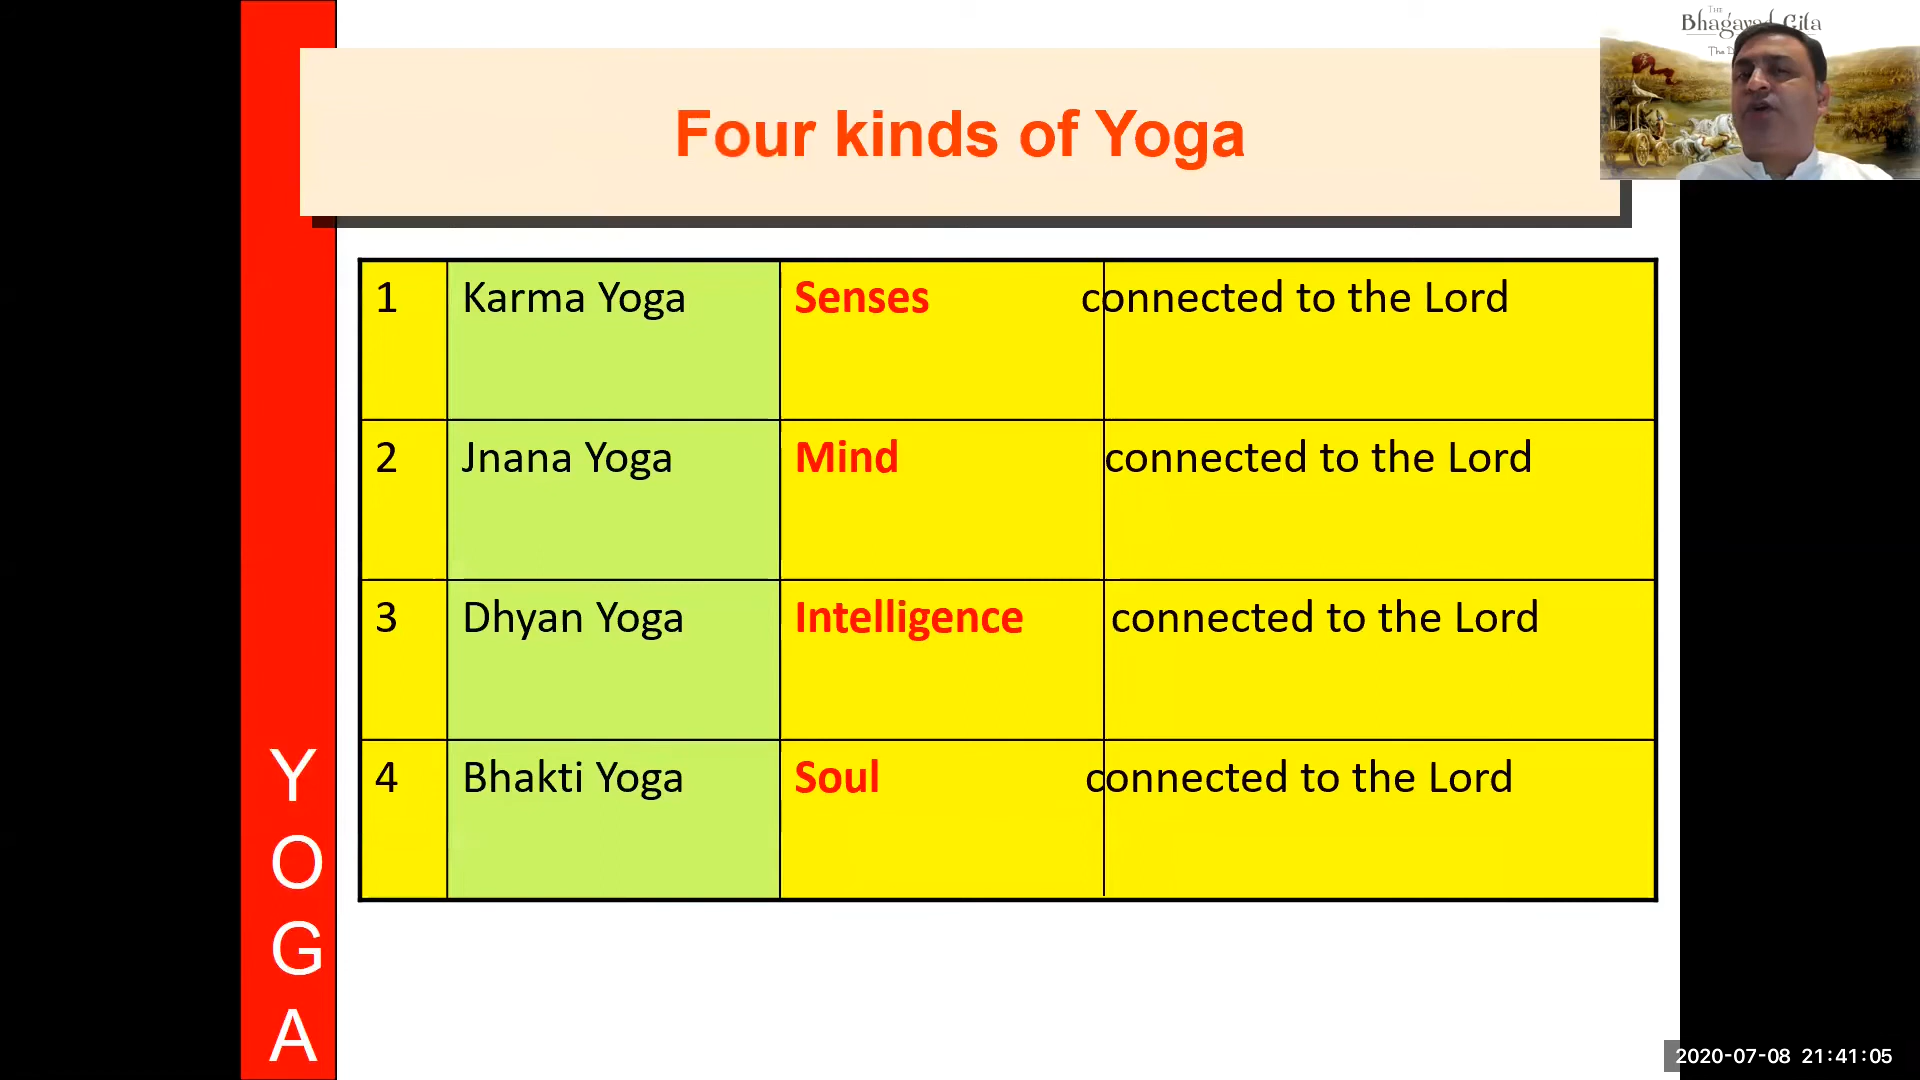 THE
Bhagavad Gita
Four kinds of Yoga
1 Karma Yoga Senses connected to the Lord
2 Jnana Yoga Mind connected to the Lord
3 Dhyan Yoga Intelligence connected to the Lord
4 Bhakti Yoga Soul connected to the Lord
Y
O
G
A
2020-07-08 21:41:05